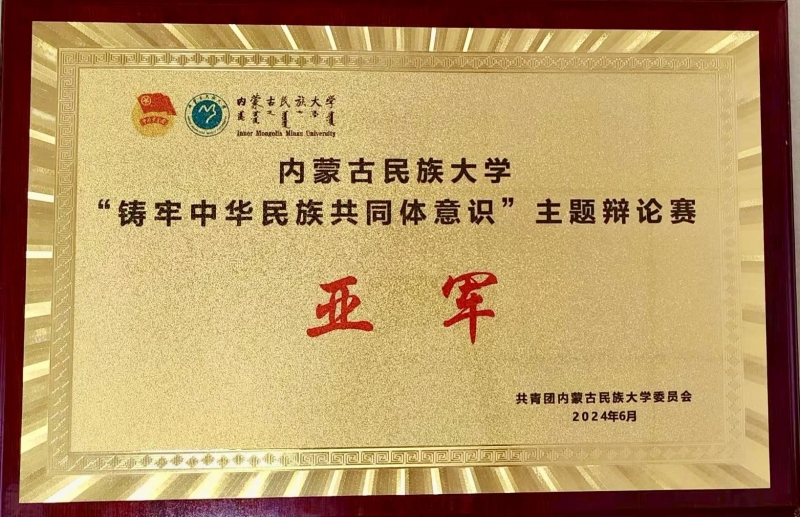 内蒙古民族大学
Inner Mongolia Minzu University
内蒙古民族大学
“铸牢中华民族共同体意识”主题辩论赛
亚军
共青团内蒙古民族大学委员会
2024年6月